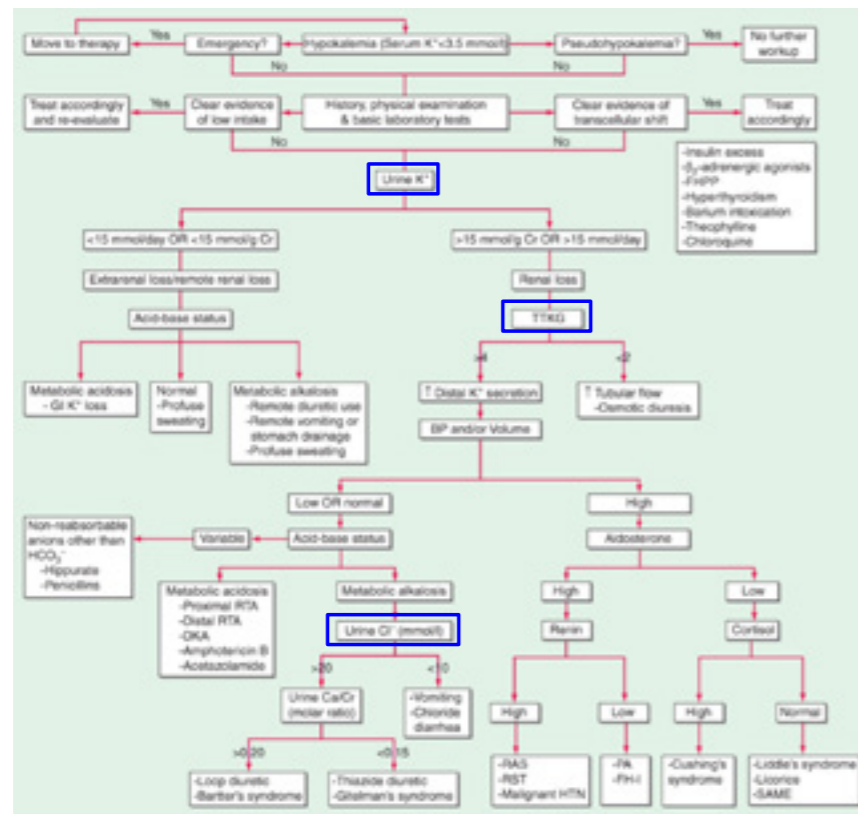 Move to therapy
Yes
Emergency?
Hypokalemia (Serum K⁺<3.5 mmol/l)
Pseudohypokalemia?
Yes
No further
workup
No
No
Treat accordingly
and re-evaluate
Yes
Clear evidence
of low intake
History, physical examination
& basic laboratory tests
Clear evidence of
transcellular shift
Yes
Treat
accordingly
No
No
-Insulin excess
-β₂-adrenergic agonists
-FHPP
-Hyperthyroidism
-Barium intoxication
-Theophylline
-Chloroquine
Urine K⁺
<15 mmol/day OR <15 mmol/g Cr
>15 mmol/g Cr OR >15 mmol/day
Extrarenal loss/remote renal loss
Renal loss
Acid-base status
TTKG
>4
<2
Metabolic acidosis
- GI K⁺ loss
Normal
-Profuse
sweating
Metabolic alkalosis
-Remote diuretic use
-Remote vomiting or
stomach drainage
-Profuse sweating
↑ Distal K⁺ secretion
↑ Tubular flow
-Osmotic diuresis
BP and/or Volume
Low OR normal
High
Non-reabsorbable
anions other than
HCO₃⁻
-Hippurate
-Penicillins
Variable
Acid-base status
Aldosterone
Metabolic acidosis
-Proximal RTA
-Distal RTA
-DKA
-Amphotericin B
-Acetazolamide
Metabolic alkalosis
High
Low
Urine Cl⁻ (mmol/l)
Renin
Cortisol
>20
<10
Urine Ca/Cr
(molar ratio)
-Vomiting
-Chloride
diarrhea
High
Low
High
Normal
>0.20
<0.15
-Loop diuretic
-Bartter's syndrome
-Thiazide diuretic
-Gitelman's syndrome
-RAS
-RST
-Malignant HTN
-PA
-FH-I
-Cushing's
syndrome
-Liddle's syndrome
-Licorice
-SAME